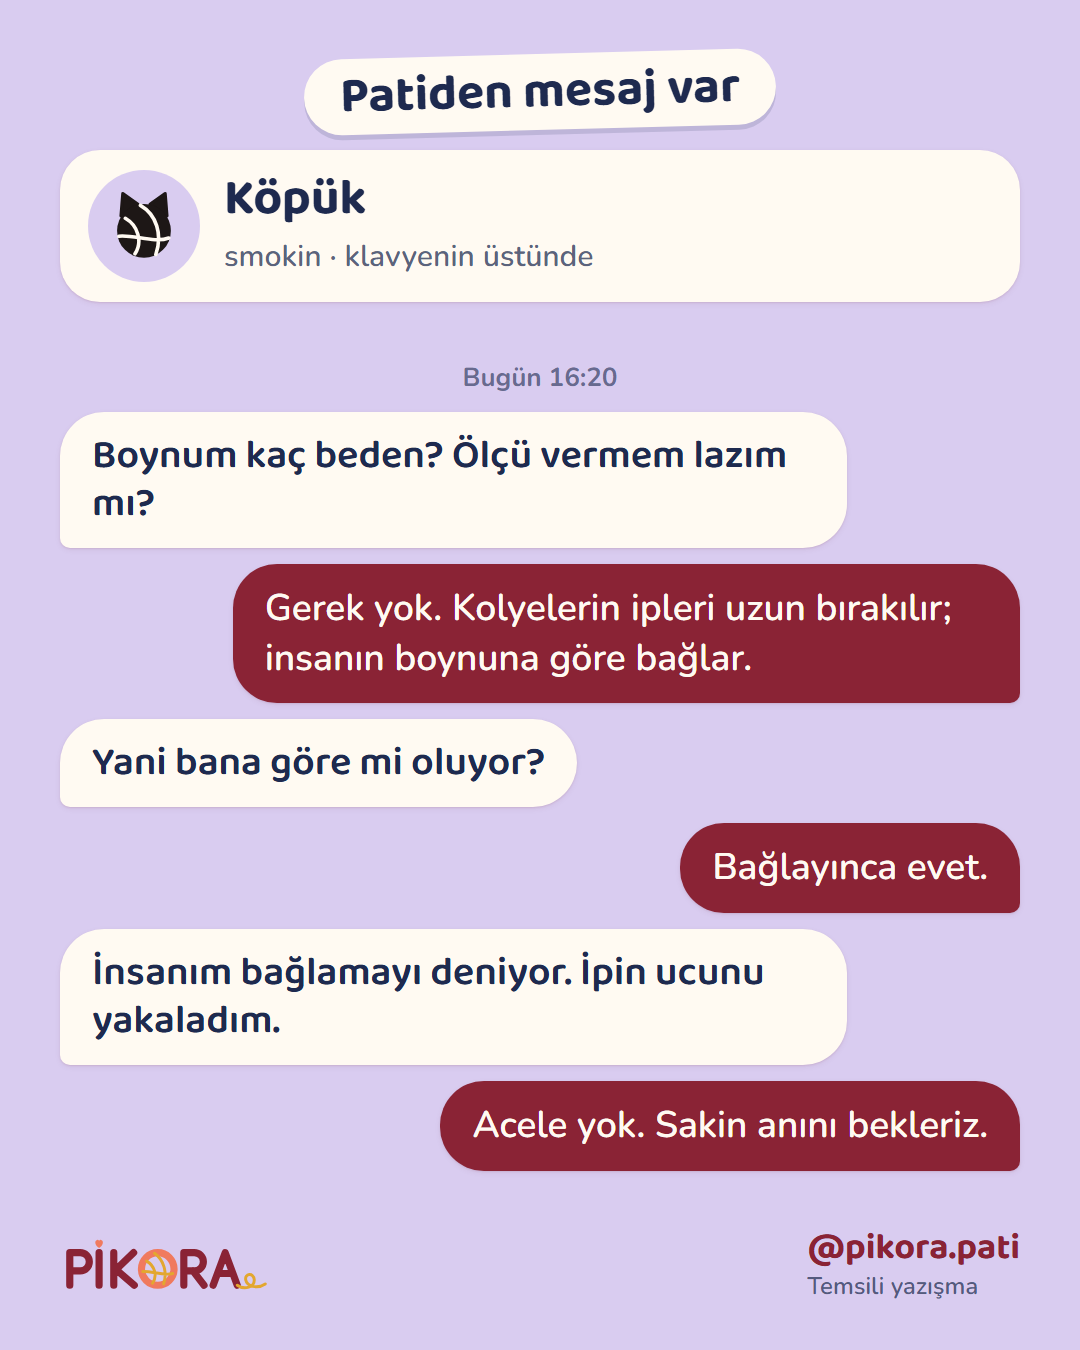 Patiden mesaj var
Köpük
smokin · klavyenin üstünde
Bugün 16:20
Boynum kaç beden? Ölçü vermem lazım
mı?
Gerek yok. Kolyelerin ipleri uzun bırakılır;
insanın boynuna göre bağlar.
Yani bana göre mi oluyor?
Bağlayınca evet.
İnsanım bağlamayı deniyor. İpin ucunu
yakaladım.
Acele yok. Sakin anını bekleriz.
PİKORA
@pikora.pati
Temsili yazışma